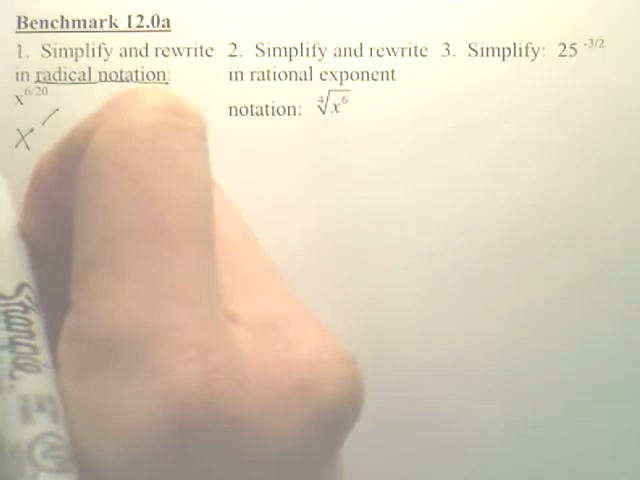 Benchmark 12.0a
1. Simplify and rewrite
in radical notation:
x^6/20
x
2. Simplify and rewrite
in rational exponent
notation: ∜x⁶
3. Simplify: 25^-3/2
Sharpie.